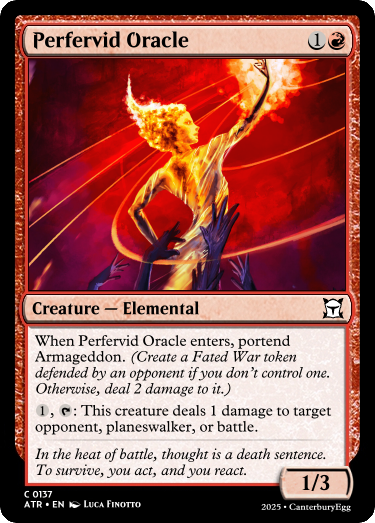 Perfervid Oracle 1
Creature — Elemental
When Perfervid Oracle enters, portend
Armageddon. (Create a Fated War token
defended by an opponent if you don't control one.
Otherwise, deal 2 damage to it.)
1, : This creature deals 1 damage to target
opponent, planeswalker, or battle.
In the heat of battle, thought is a death sentence.
To survive, you act, and you react.
1/3
C 0137
ATR • EN Luca Finotto
2025 • CanterburyEgg